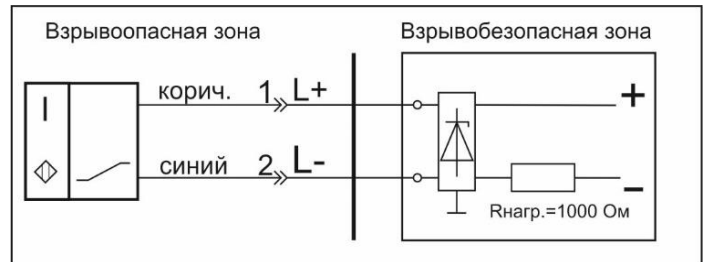 Взрывоопасная зона
Взрывобезопасная зона
корич. 1 L+
+
I
синий 2 L-
−
Rнагр.=1000 Ом